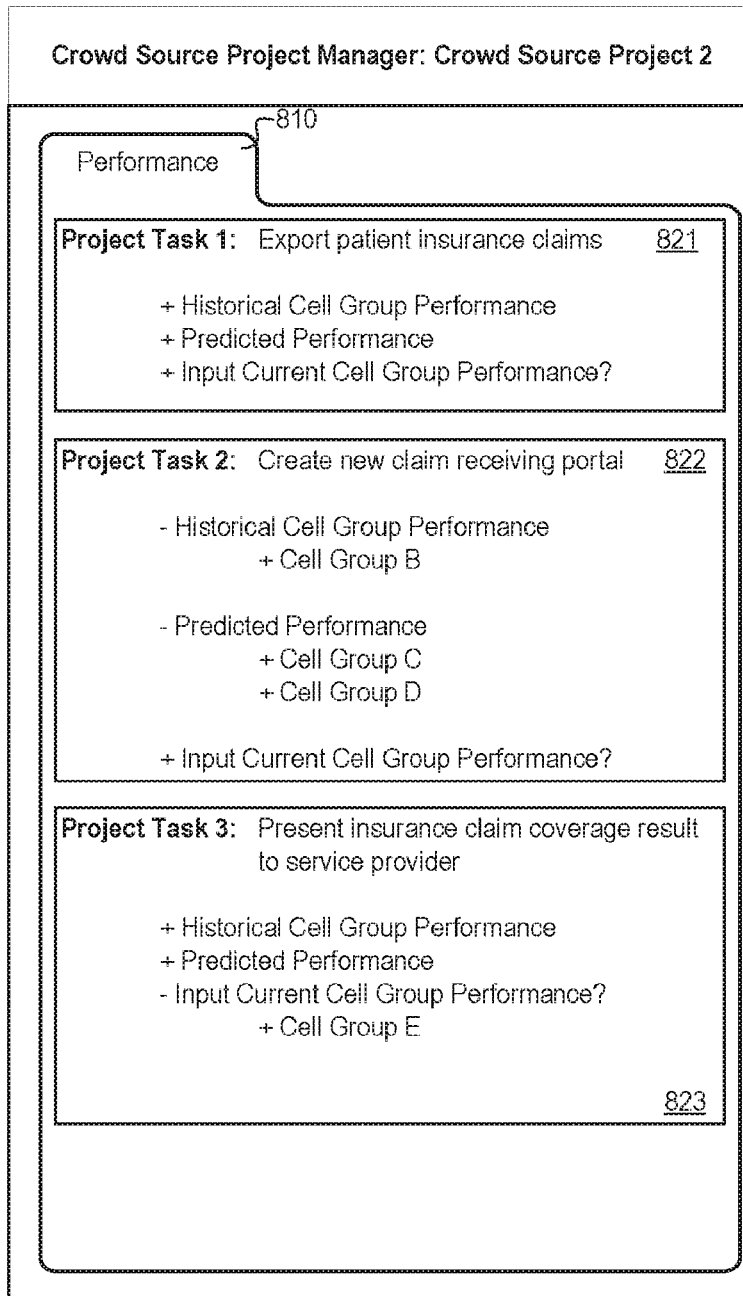 Crowd Source Project Manager: Crowd Source Project 2
810
Performance
Project Task 1: Export patient insurance claims 821
+ Historical Cell Group Performance
+ Predicted Performance
+ Input Current Cell Group Performance?
Project Task 2: Create new claim receiving portal 822
- Historical Cell Group Performance
+ Cell Group B
- Predicted Performance
+ Cell Group C
+ Cell Group D
+ Input Current Cell Group Performance?
Project Task 3: Present insurance claim coverage result
to service provider
+ Historical Cell Group Performance
+ Predicted Performance
- Input Current Cell Group Performance?
+ Cell Group E
823